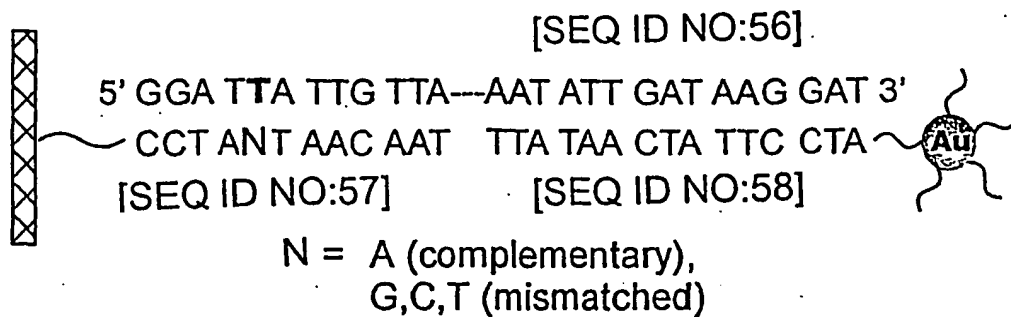 [SEQ ID NO:56]
5' GGA TTA TTG TTA---AAT ATT GAT AAG GAT 3'
CCT ANT AAC AAT TTA TAA CTA TTC CTA
Au
[SEQ ID NO:57] [SEQ ID NO:58]
N = A (complementary),
G,C,T (mismatched)